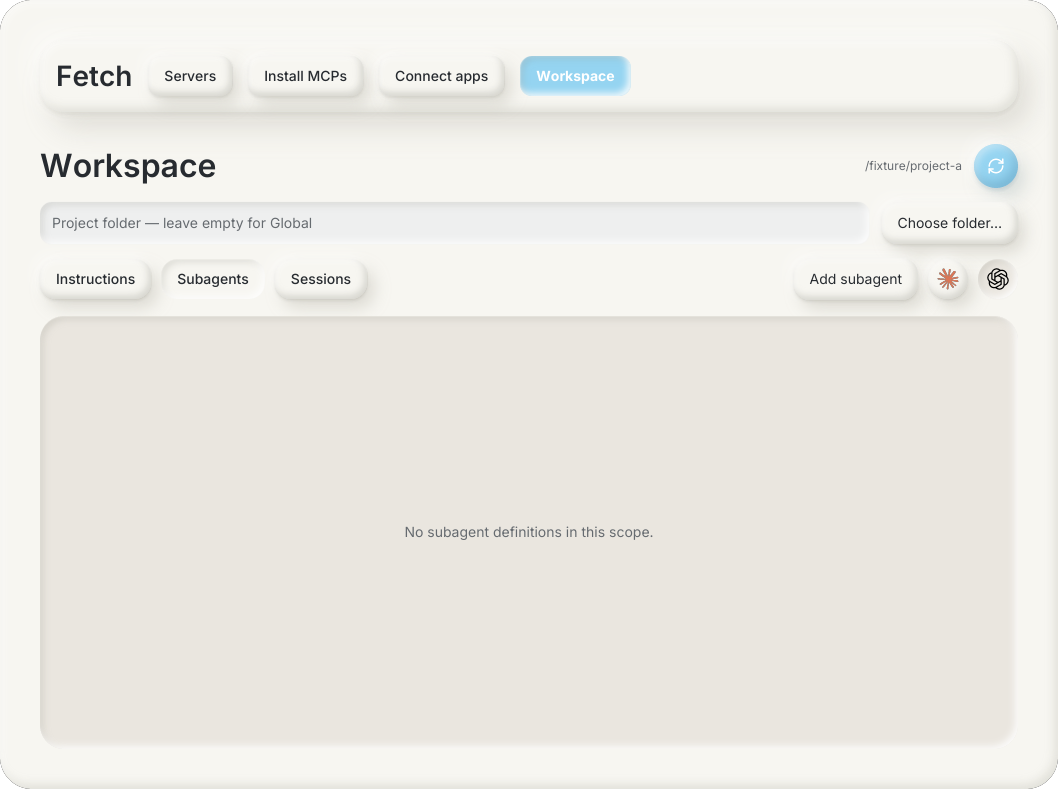 Fetch Servers Install MCPs Connect apps Workspace
Workspace /fixture/project-a
Project folder — leave empty for Global Choose folder...
Instructions Subagents Sessions Add subagent
No subagent definitions in this scope.